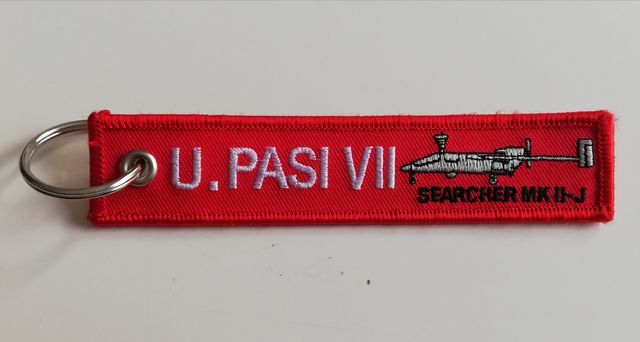 U. PASI VII
SEARCHER MK II-J